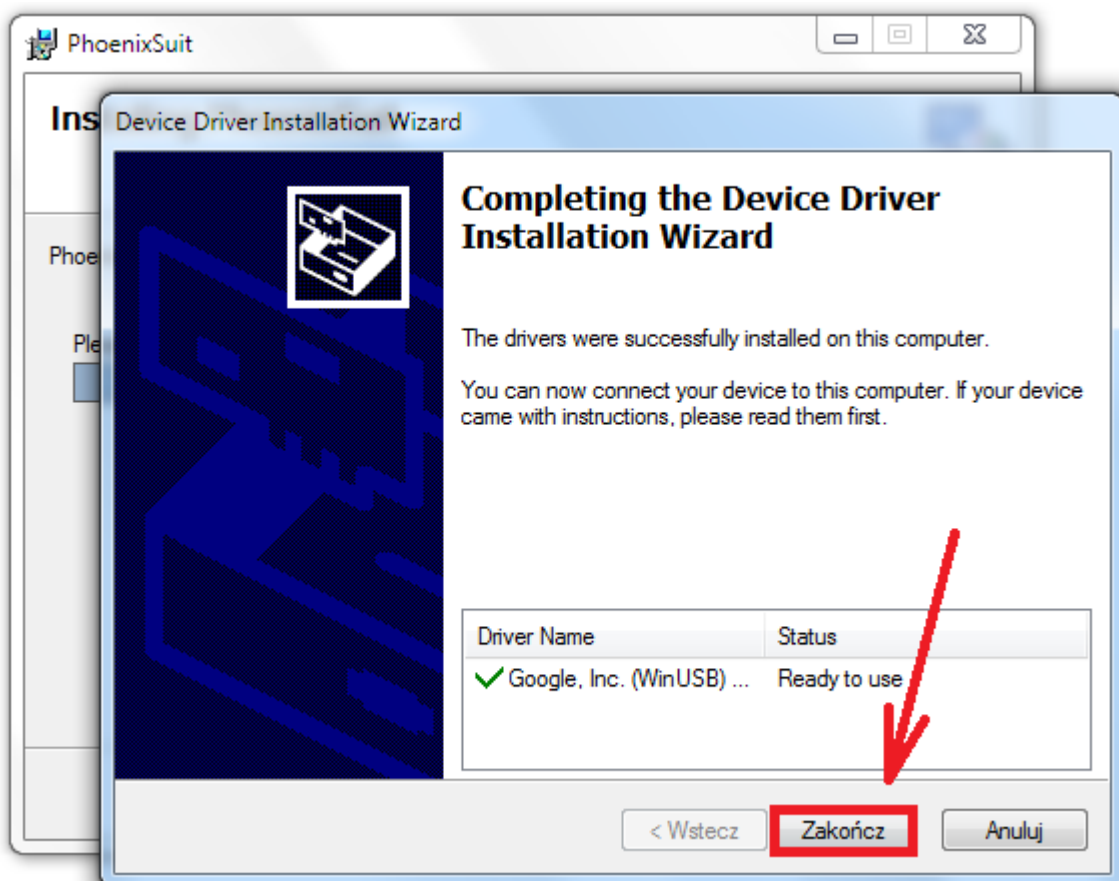 PhoenixSuit
Ins
Device Driver Installation Wizard
Completing the Device Driver
Installation Wizard
Phoe
The drivers were successfully installed on this computer.
Ple
You can now connect your device to this computer. If your device
came with instructions, please read them first.
Driver Name Status
Google, Inc. (WinUSB) ... Ready to use
< Wstecz Zakończ Anuluj